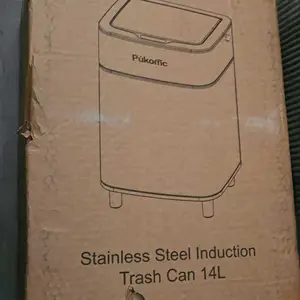 Pukomc
Stainless Steel Induction
Trash Can 14L